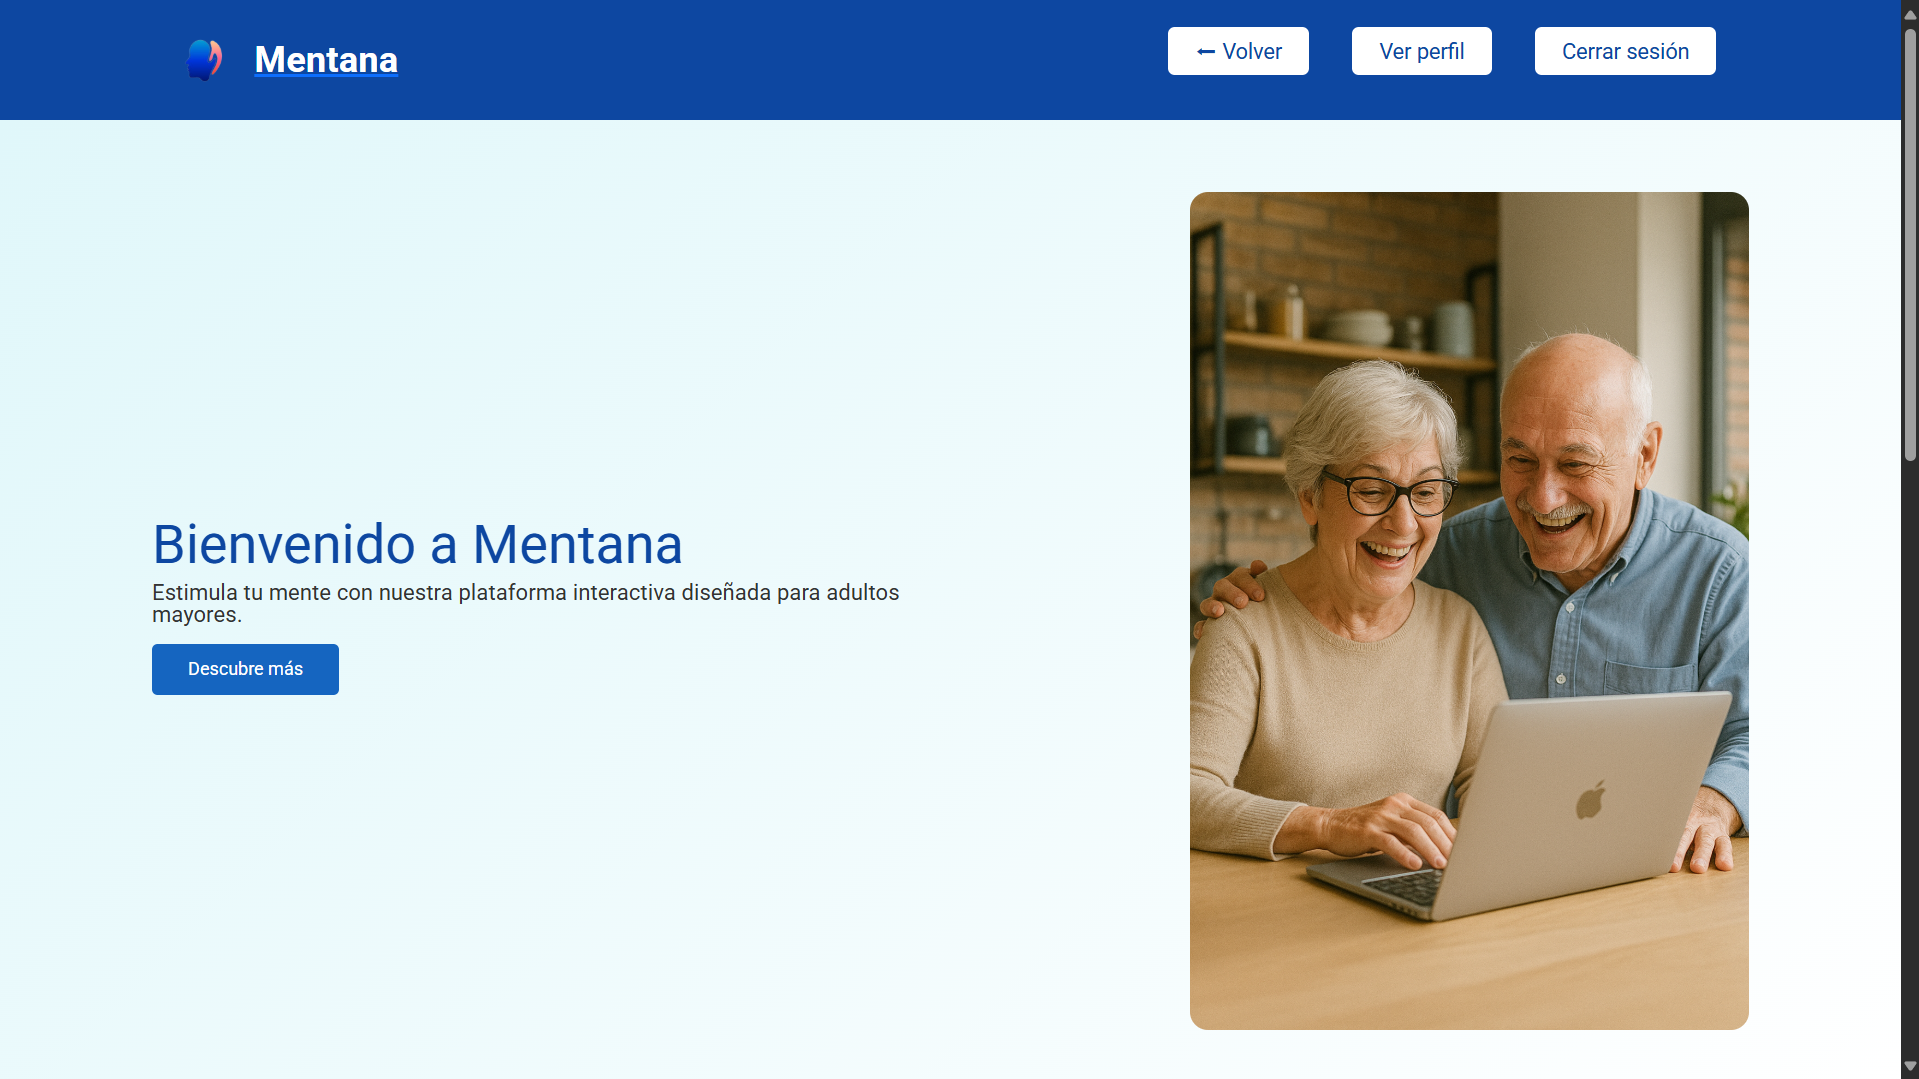 Mentana
← Volver
Ver perfil
Cerrar sesión
Bienvenido a Mentana
Estimula tu mente con nuestra plataforma interactiva diseñada para adultos
mayores.
Descubre más